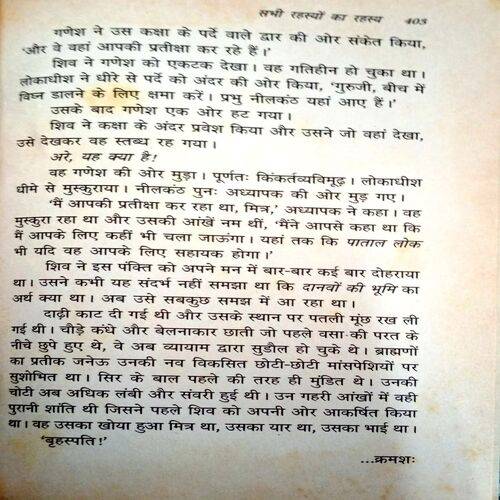 सभी रहस्यों का रहस्य 405
गणेश ने उस कक्षा के पर्दे वाले द्वार की ओर संकेत किया,
'और वे वहां आपकी प्रतीक्षा कर रहे हैं।'
शिव ने गणेश को एकटक देखा। वह गतिहीन हो चुका था।
लोकाधीश ने धीरे से पर्दे को अंदर की ओर किया, 'गुरुजी, बीच में
विघ्न डालने के लिए क्षमा करें। प्रभु नीलकंठ यहां आए हैं।'
उसके बाद गणेश एक ओर हट गया।
शिव ने कक्षा के अंदर प्रवेश किया और उसने जो वहां देखा,
उसे देखकर वह स्तब्ध रह गया।
अरे, यह क्या है!
वह गणेश की ओर मुड़ा। पूर्णतः किंकर्तव्यविमूढ़। लोकाधीश
धीमे से मुस्कुराया। नीलकंठ पुनः अध्यापक की ओर मुड़ गए।
'मैं आपकी प्रतीक्षा कर रहा था, मित्र,' अध्यापक ने कहा। वह
मुस्कुरा रहा था और उसकी आंखें नम थीं, 'मैंने आपसे कहा था कि
मैं आपके लिए कहीं भी चला जाऊंगा। यहां तक कि पाताल लोक
भी यदि वह आपके लिए सहायक होगा।'
शिव ने इस पंक्ति को अपने मन में बार-बार कई बार दोहराया
था। उसने कभी यह संदर्भ नहीं समझा था कि दानवों की भूमि का
अर्थ क्या था। अब उसे सबकुछ समझ में आ रहा था।
दाढ़ी काट दी गई थी और उसके स्थान पर पतली मूंछ रख ली
गई थी। चौड़े कंधे और बेलनाकार छाती जो पहले वसा की परत के
नीचे छुपे हुए थे, वे अब व्यायाम द्वारा सुडौल हो चुके थे। ब्राह्मणों
का प्रतीक जनेऊ उनकी नव विकसित छोटी-छोटी मांसपेशियों पर
सुशोभित था। सिर के बाल पहले की तरह ही मुंडित थे। उनकी
चोटी अब अधिक लंबी और संवरी हुई थी। उन गहरी आंखों में वही
पुरानी शांति थी जिसने पहले शिव को अपनी ओर आकर्षित किया
था। वह उसका खोया हुआ मित्र था, उसका यार था, उसका भाई था।
'बृहस्पति!'
...क्रमशः